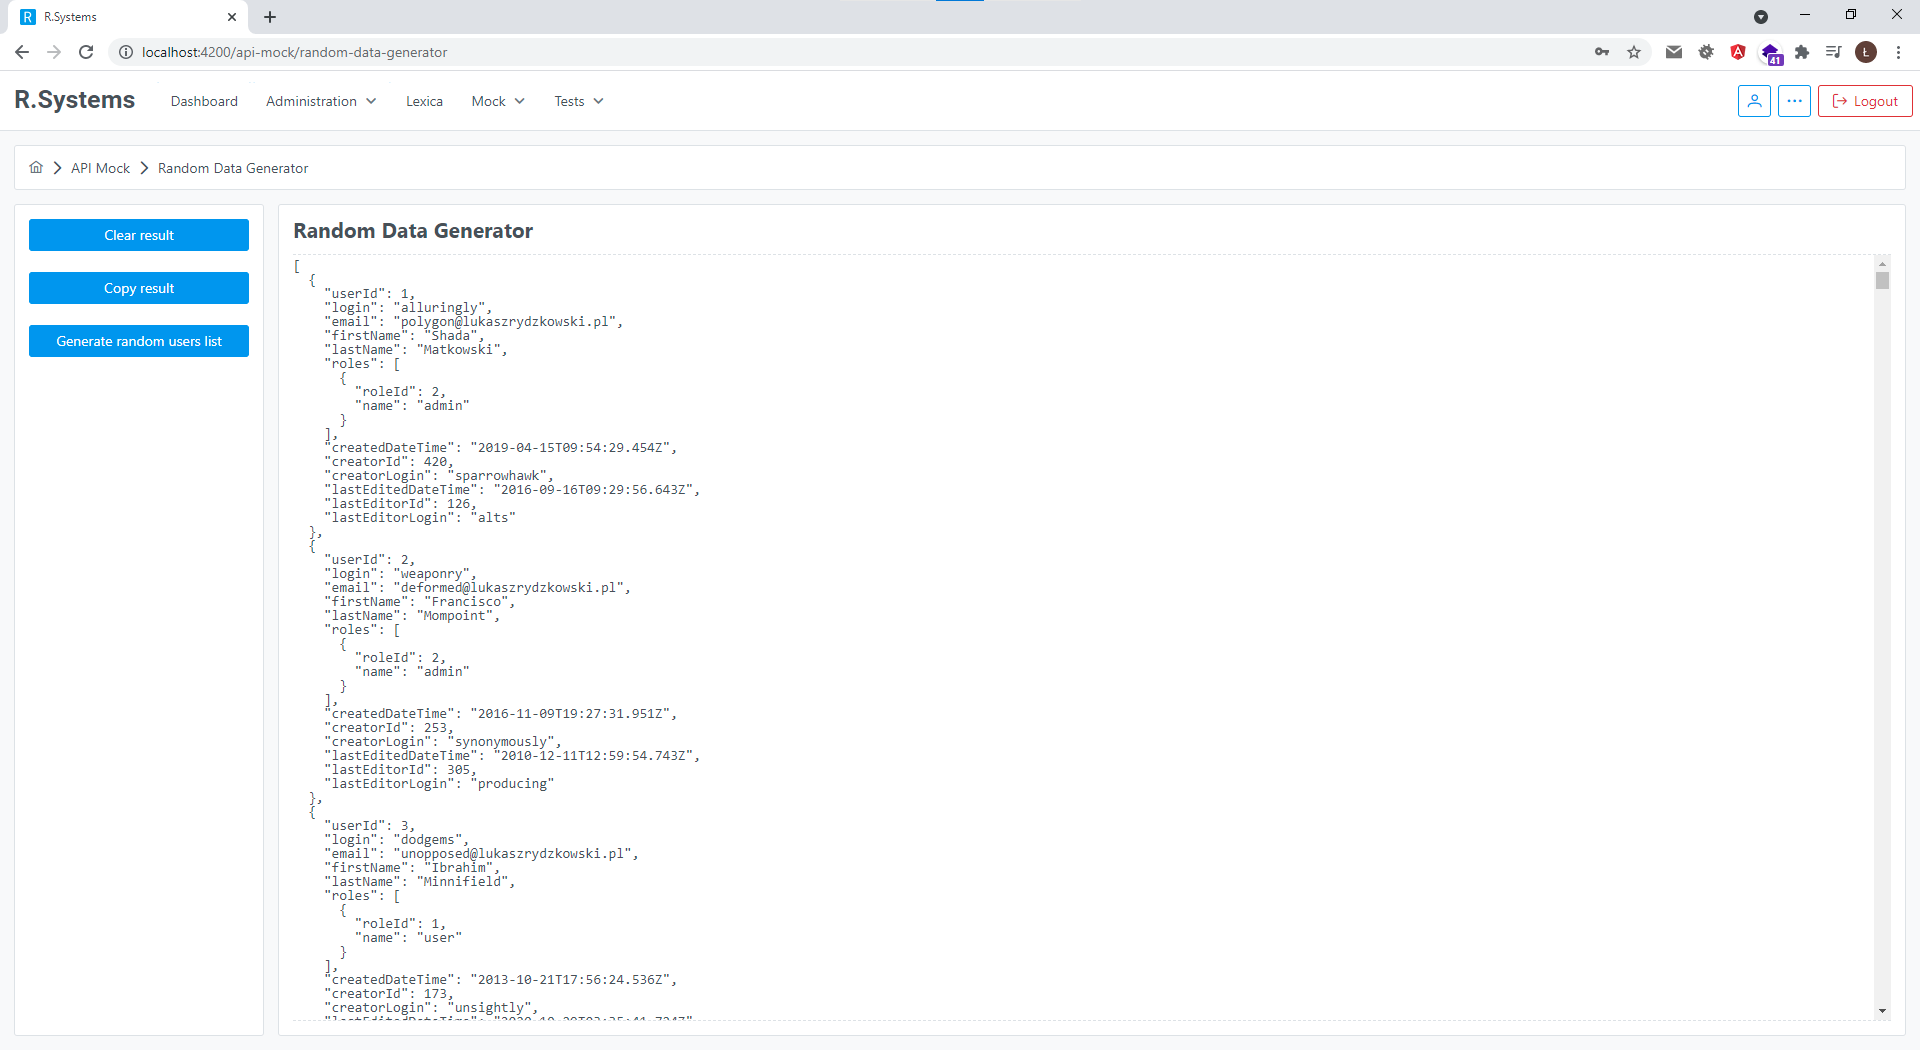 R.Systems
localhost:4200/api-mock/random-data-generator
41
Ł
R.Systems
Dashboard
Administration
Lexica
Mock
Tests
Logout
API Mock
Random Data Generator
Clear result
Copy result
Generate random users list
Random Data Generator
[
  {
    "userId": 1,
    "login": "alluringly",
    "email": "polygon@lukaszrydzkowski.pl",
    "firstName": "Shada",
    "lastName": "Matkowski",
    "roles": [
      {
        "roleId": 2,
        "name": "admin"
      }
    ],
    "createdDateTime": "2019-04-15T09:54:29.454Z",
    "creatorId": 420,
    "creatorLogin": "sparrowhawk",
    "lastEditedDateTime": "2016-09-16T09:29:56.643Z",
    "lastEditorId": 126,
    "lastEditorLogin": "alts"
  },
  {
    "userId": 2,
    "login": "weaponry",
    "email": "deformed@lukaszrydzkowski.pl",
    "firstName": "Francisco",
    "lastName": "Mompoint",
    "roles": [
      {
        "roleId": 2,
        "name": "admin"
      }
    ],
    "createdDateTime": "2016-11-09T19:27:31.951Z",
    "creatorId": 253,
    "creatorLogin": "synonymously",
    "lastEditedDateTime": "2010-12-11T12:59:54.743Z",
    "lastEditorId": 305,
    "lastEditorLogin": "producing"
  },
  {
    "userId": 3,
    "login": "dodgems",
    "email": "unopposed@lukaszrydzkowski.pl",
    "firstName": "Ibrahim",
    "lastName": "Minnifield",
    "roles": [
      {
        "roleId": 1,
        "name": "user"
      }
    ],
    "createdDateTime": "2013-10-21T17:56:24.536Z",
    "creatorId": 173,
    "creatorLogin": "unsightly",
    "lastEditedDateTime":